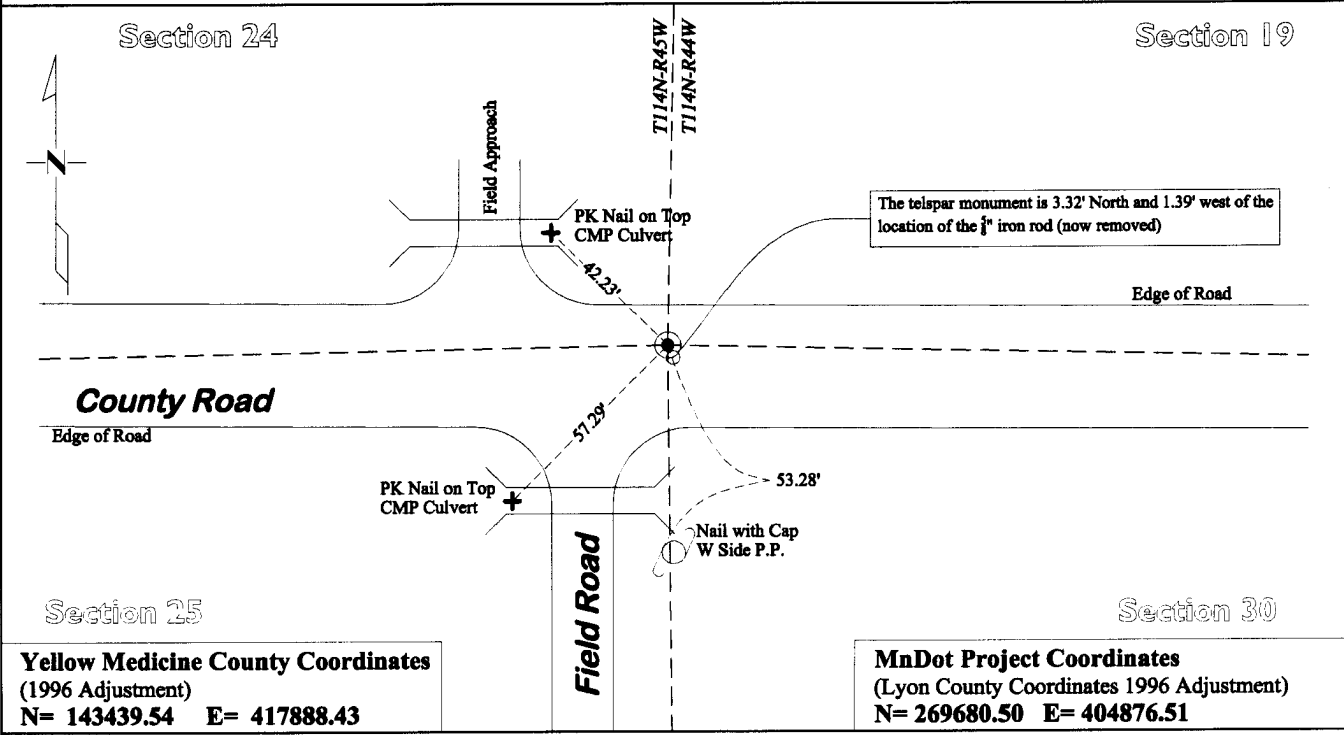 Section 24
T114N-R45W
T114N-R44W
Section 19
N
Field Approach
PK Nail on Top
CMP Culvert
The telspar monument is 3.32' North and 1.39' west of the
location of the iron rod (now removed)
42.23'
Edge of Road
County Road
Edge of Road
57.29'
PK Nail on Top
CMP Culvert
53.28'
Nail with Cap
W Side P.P.
Field Road
Section 25
Section 30
Yellow Medicine County Coordinates
(1996 Adjustment)
N= 143439.54 E= 417888.43
MnDot Project Coordinates
(Lyon County Coordinates 1996 Adjustment)
N= 269680.50 E= 404876.51